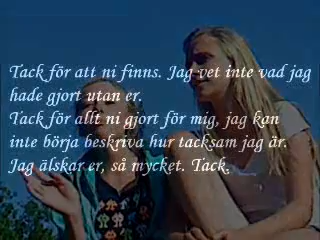 Tack för att ni finns. Jag vet inte vad jag
hade gjort utan er.
Tack för allt ni gjort för mig, jag kan
inte börja beskriva hur tacksam jag är.
Jag älskar er, så mycket. Tack.